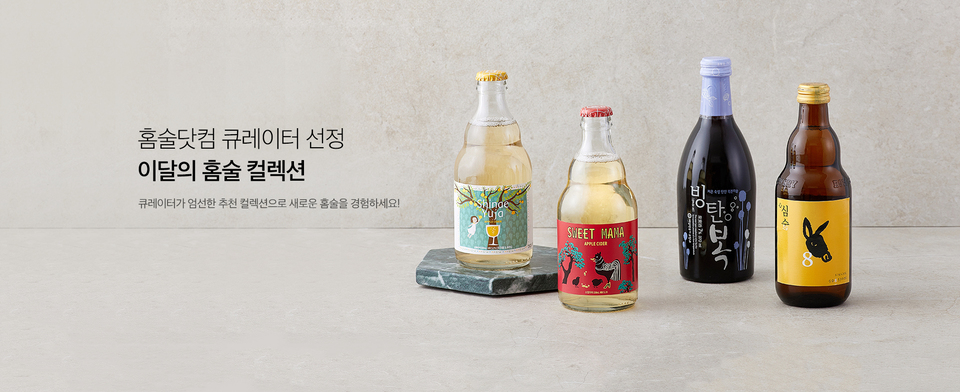 홈술닷컴 큐레이터 선정
이달의 홈술 컬렉션
큐레이터가 엄선한 추천 컬렉션으로 새로운 홈술을 경험하세요!
Shinde
Yuja
SWEET MAMA
APPLE CIDER
빙탄복
심수
8